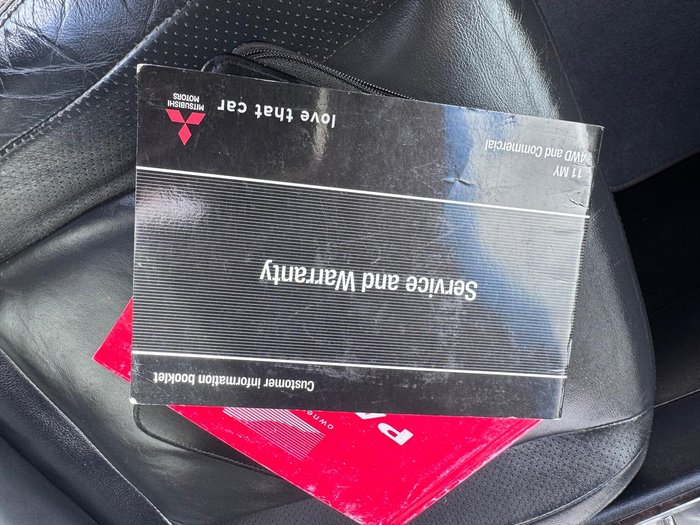 11 MY
4WD and Commercial
love that car
MITSUBISHI
MOTORS
Service and Warranty
Customer information booklet